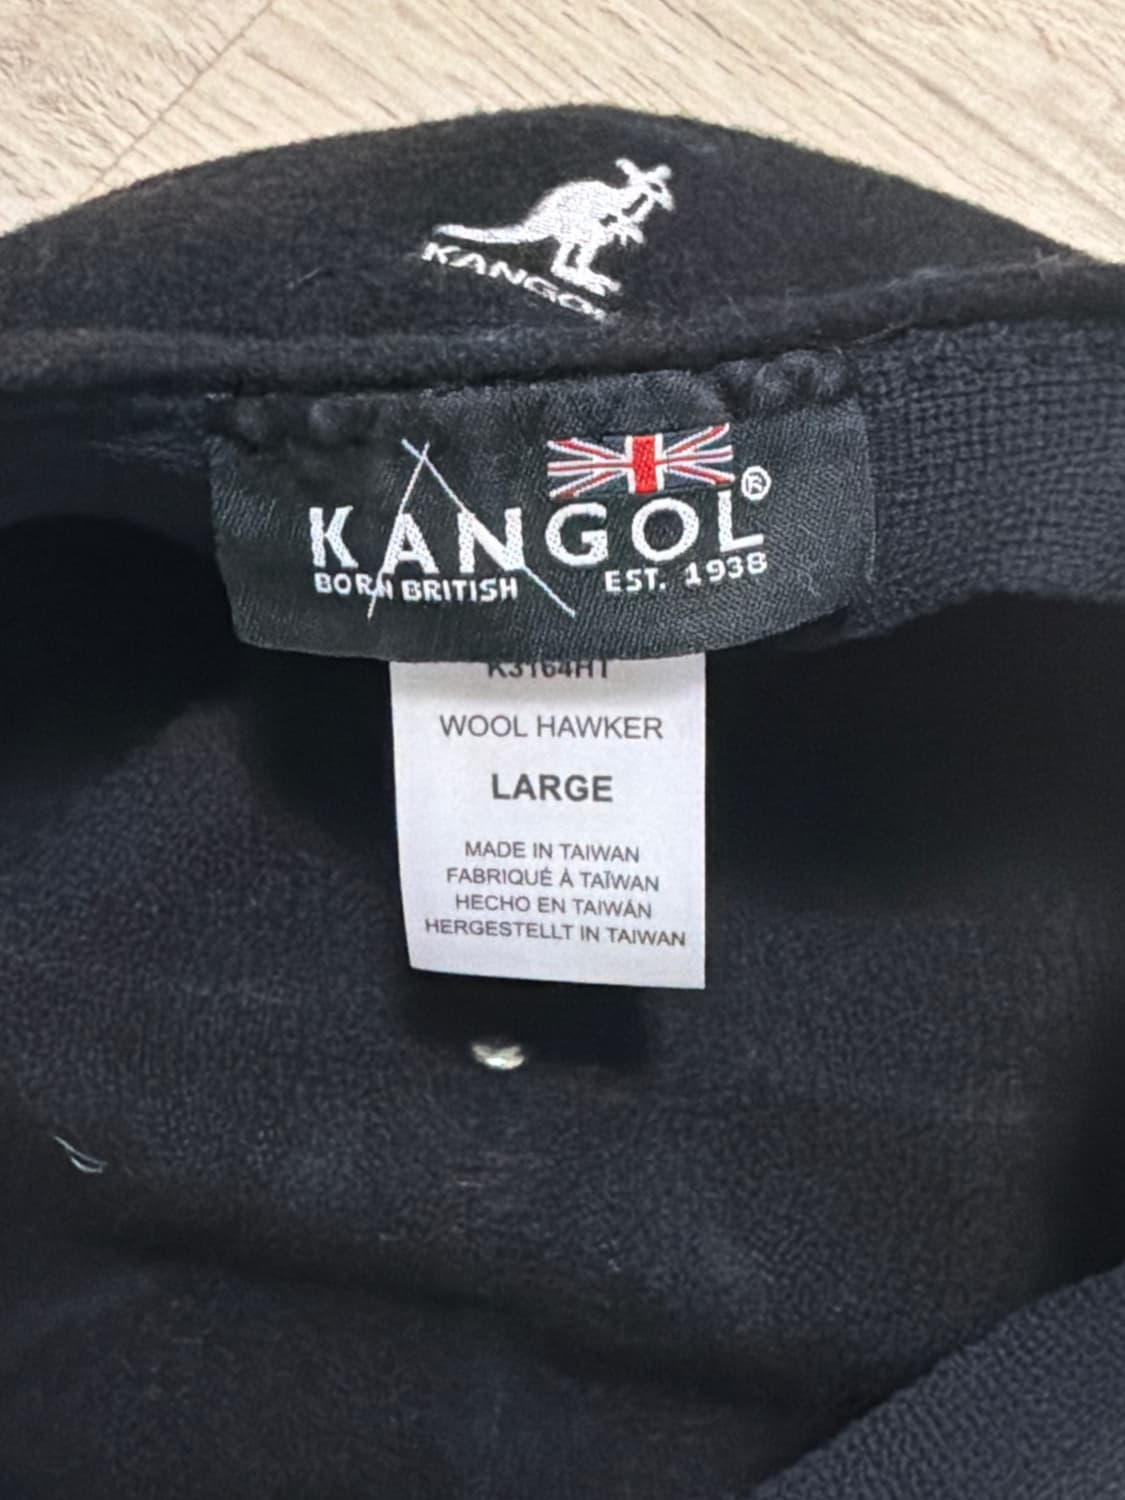 KANGOL
KANGOL®
BORN BRITISH EST. 1938
K3164HT
WOOL HAWKER
LARGE
MADE IN TAIWAN
FABRIQUÉ À TAÏWAN
HECHO EN TAIWÁN
HERGESTELLT IN TAIWAN